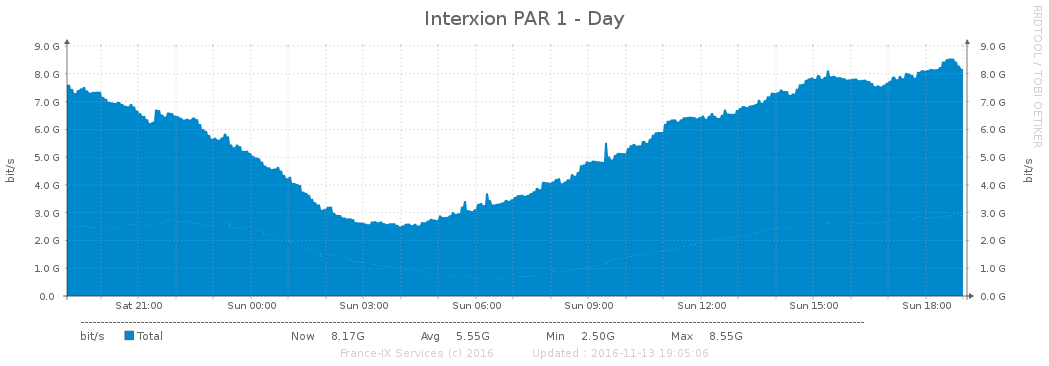 Interxion PAR 1 - Day
RRDTOOL / TOBI OETIKER
bit/s
9.0 G
8.0 G
7.0 G
6.0 G
5.0 G
4.0 G
3.0 G
2.0 G
1.0 G
0.0
9.0 G
8.0 G
7.0 G
6.0 G
5.0 G
4.0 G
3.0 G
2.0 G
1.0 G
0.0 G
bit/s
Sat 21:00 Sun 00:00 Sun 03:00 Sun 06:00 Sun 09:00 Sun 12:00 Sun 15:00 Sun 18:00
bit/s Total Now 8.17G Avg 5.55G Min 2.50G Max 8.55G
France-IX Services (c) 2016 Updated : 2016-11-13 19:05:06